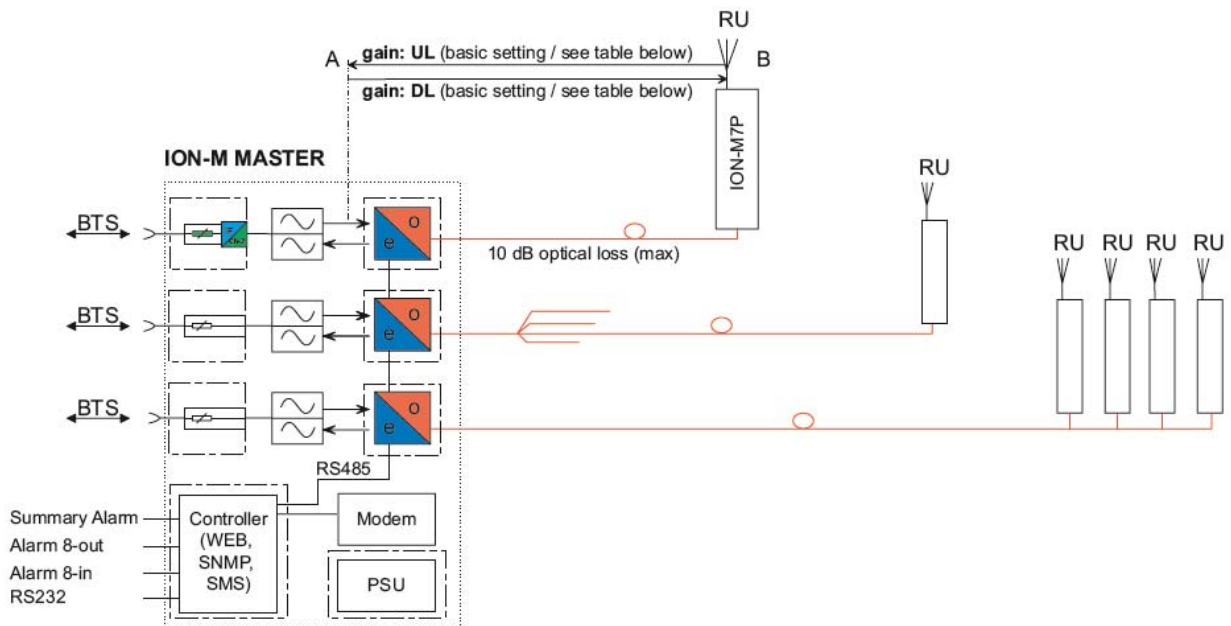 RU
A gain: UL (basic setting / see table below) B
gain: DL (basic setting / see table below)
ION-M7P
ION-M MASTER
RU
BTS
o
e
10 dB optical loss (max)
RU RU RU RU
BTS
o
e
BTS
o
e
RS485
Summary Alarm
Alarm 8-out
Alarm 8-in
RS232
Controller
(WEB,
SNMP,
SMS)
Modem
PSU